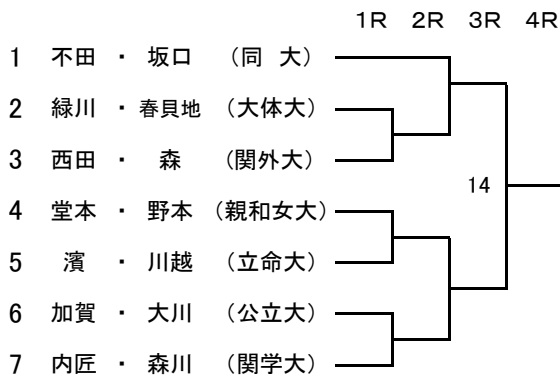 1R 2R 3R 4R
1 不田 ・ 坂口 (同 大)
2 緑川 ・ 春貝地 (大体大)
3 西田 ・ 森 (関外大)
14
4 堂本 ・ 野本 (親和女大)
5 濱 ・ 川越 (立命大)
6 加賀 ・ 大川 (公立大)
7 内匠 ・ 森川 (関学大)